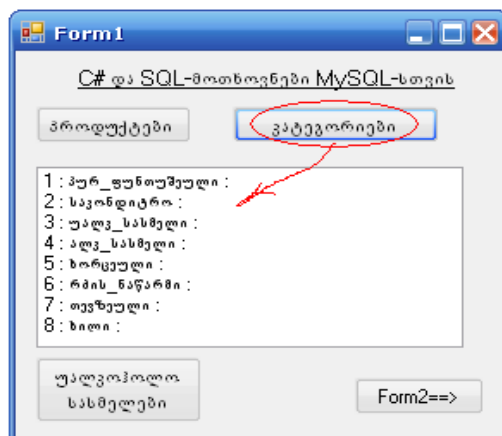 Form1
C# და SQL-მოთხოვნები MySQL-სთვის
პროდუქტები
კატეგორიები
1 : პურ_ფუნთუშეული :
2 : საკონდიტრო :
3 : უალკ_სასმელი :
4 : ალკ_სასმელი :
5 : ხორცეული :
6 : რძის_ნაწარმი :
7 : თევზეული :
8 : ხილი :
უალკოჰოლო
სასმელები
Form2==>